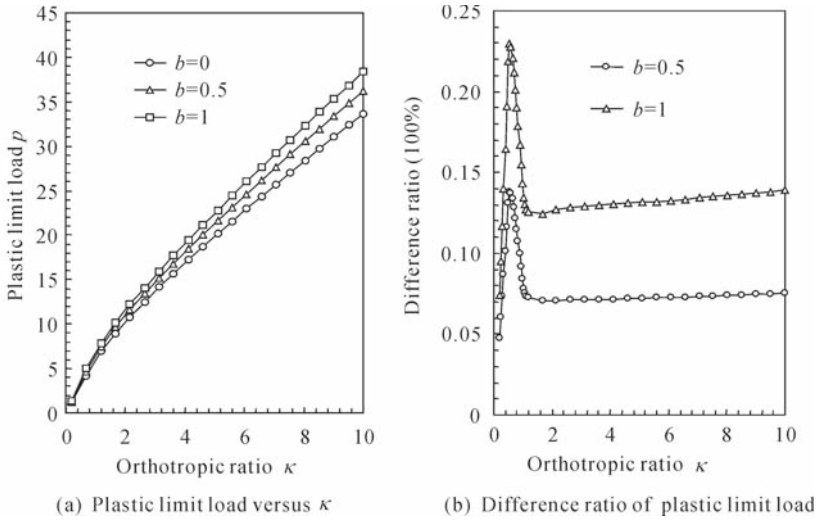 45
40
35
30
25
20
15
10
5
0
Plastic limit load p
b=0
b=0.5
b=1
0 2 4 6 8 10
Orthotropic ratio κ
(a) Plastic limit load versus κ
0.25
0.20
0.15
0.10
0.05
0
Difference ratio (100%)
b=0.5
b=1
0 2 4 6 8 10
Orthotropic ratio κ
(b) Difference ratio of plastic limit load